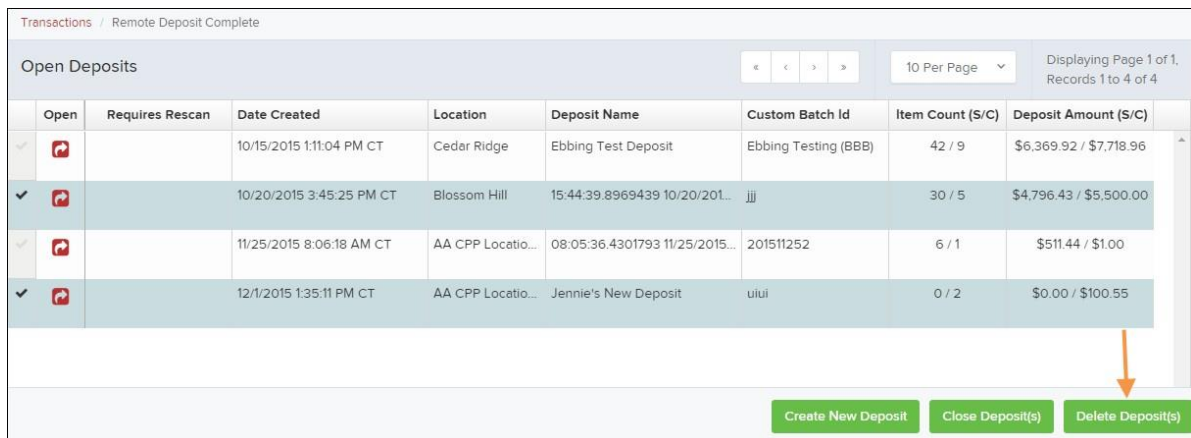 Transactions / Remote Deposit Complete
Open Deposits « ‹ › » 10 Per Page Displaying Page 1 of 1, Records 1 to 4 of 4
Open Requires Rescan Date Created Location Deposit Name Custom Batch Id Item Count (S/C) Deposit Amount (S/C)
10/15/2015 1:11:04 PM CT Cedar Ridge Ebbing Test Deposit Ebbing Testing (BBB) 42 / 9 $6,369.92 / $7,718.96
10/20/2015 3:45:25 PM CT Blossom Hill 15:44:39.8969439 10/20/201... jjj 30 / 5 $4,796.43 / $5,500.00
11/25/2015 8:06:18 AM CT AA CPP Locatio... 08:05:36.4301793 11/25/2015... 201511252 6 / 1 $511.44 / $1.00
12/1/2015 1:35:11 PM CT AA CPP Locatio... Jennie's New Deposit uiui 0 / 2 $0.00 / $100.55
Create New Deposit Close Deposit(s) Delete Deposit(s)